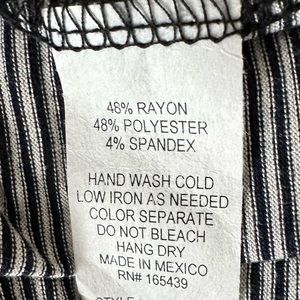 48% RAYON
48% POLYESTER
4% SPANDEX
HAND WASH COLD
LOW IRON AS NEEDED
COLOR SEPARATE
DO NOT BLEACH
HANG DRY
MADE IN MEXICO
RN# 165439